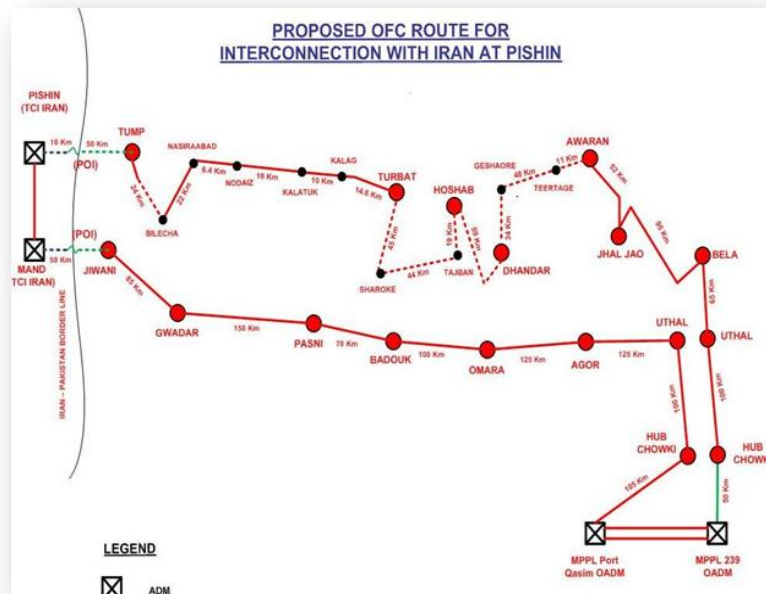 PROPOSED OFC ROUTE FOR
INTERCONNECTION WITH IRAN AT PISHIN
PISHIN
(TCI IRAN)
10 Km
50 Km
(POI)
TUMP
24 Km
BILECHA
22 Km
NASIRAABAD
6.4 Km
NODAIZ
16 Km
KALATUK
10 Km
KALAG
14.6 Km
TURBAT
45 Km
SHAROKE
44 Km
TAJBAN
19 Km
HOSHAB
59 Km
DHANDAR
34 Km
GESHAORE
48 Km
TEERTAGE
11 Km
AWARAN
52 Km
JHAL JAO
95 Km
BELA
65 Km
UTHAL
100 Km
HUB
CHOWK
50 Km
MPPL 239
OADM
MAND
TCI IRAN)
50 Km
(POI)
JIWANI
85 Km
GWADAR
150 Km
PASNI
70 Km
BADOUK
100 Km
OMARA
125 Km
AGOR
125 Km
UTHAL
100 Km
HUB
CHOWKI
105 Km
MPPL Port
Qasim OADM
IRAN – PAKISTAN BORDER LINE
LEGEND
ADM